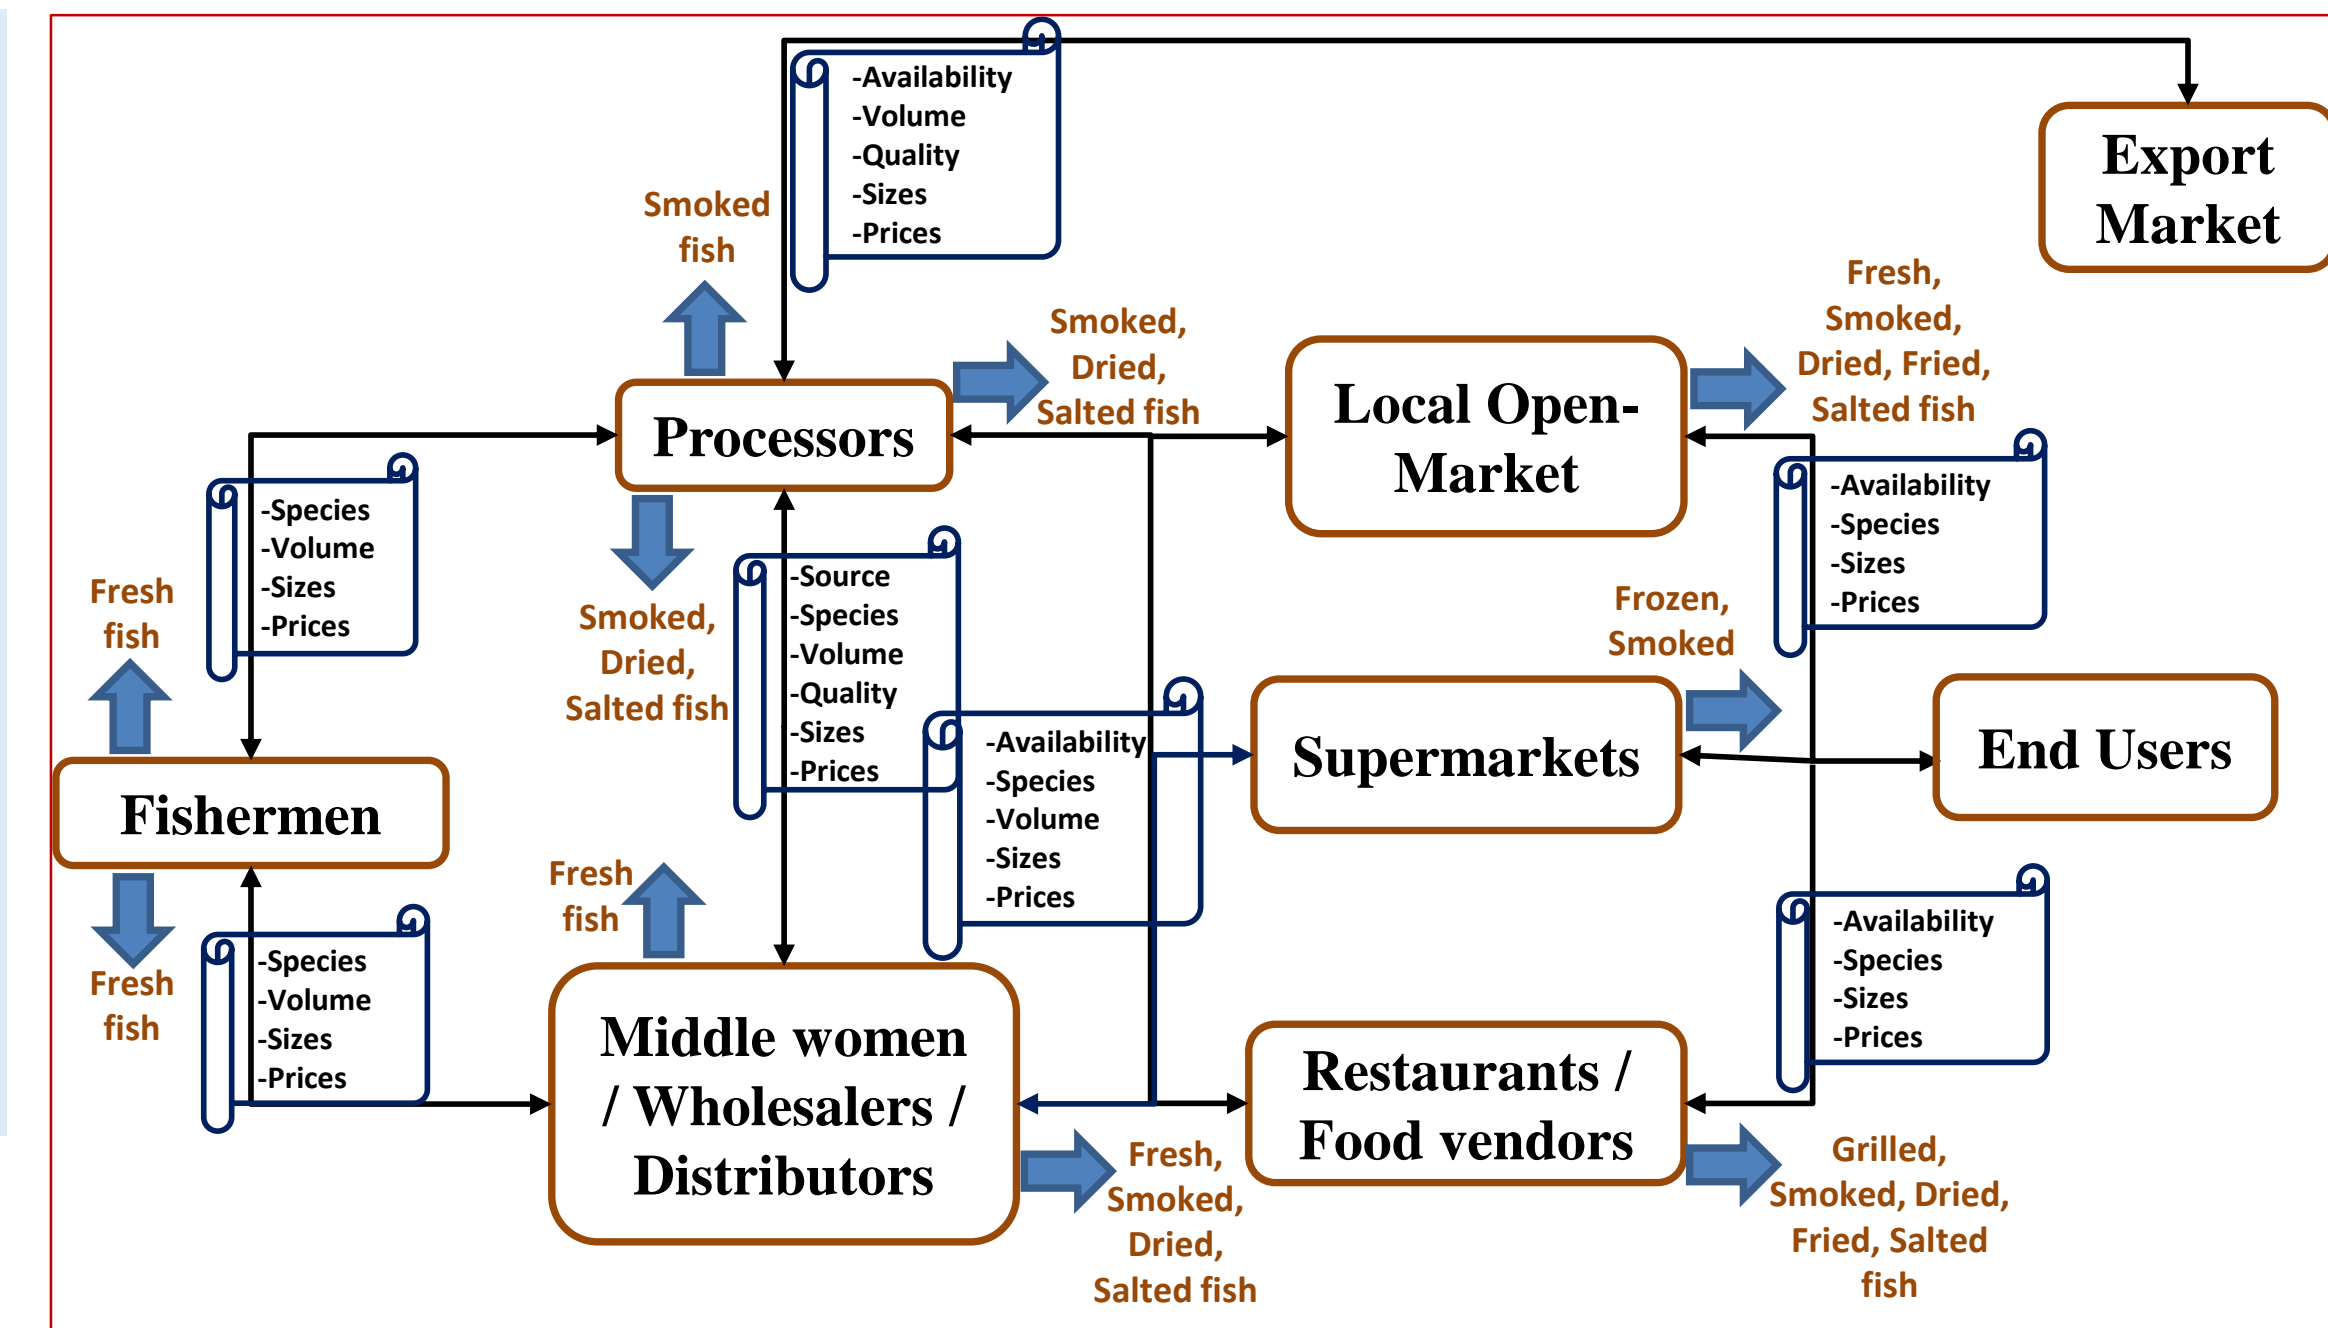 -Availability
-Volume
-Quality
-Sizes
-Prices
Export
Market
Smoked
fish
Smoked,
Dried,
Salted fish
Fresh,
Smoked,
Dried, Fried,
Salted fish
Processors
Local Open-
Market
-Species
-Volume
-Sizes
-Prices
-Availability
-Species
-Sizes
-Prices
Fresh
fish
Smoked,
Dried,
Salted fish
-Source
-Species
-Volume
-Quality
-Sizes
-Prices
Frozen,
Smoked
-Availability
-Species
-Volume
-Sizes
-Prices
Supermarkets
End Users
Fishermen
Fresh
fish
Fresh
fish
-Species
-Volume
-Sizes
-Prices
-Availability
-Species
-Sizes
-Prices
Middle women
/ Wholesalers /
Distributors
Restaurants /
Food vendors
Fresh,
Smoked,
Dried,
Salted fish
Grilled,
Smoked, Dried,
Fried, Salted
fish